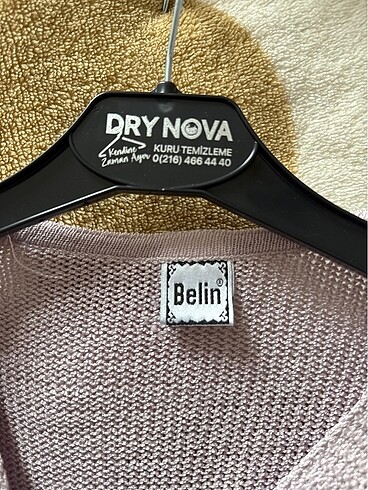 DRY NOVA
Kendine
Zaman Ayır
KURU TEMİZLEME
0(216) 466 44 40
Belin®